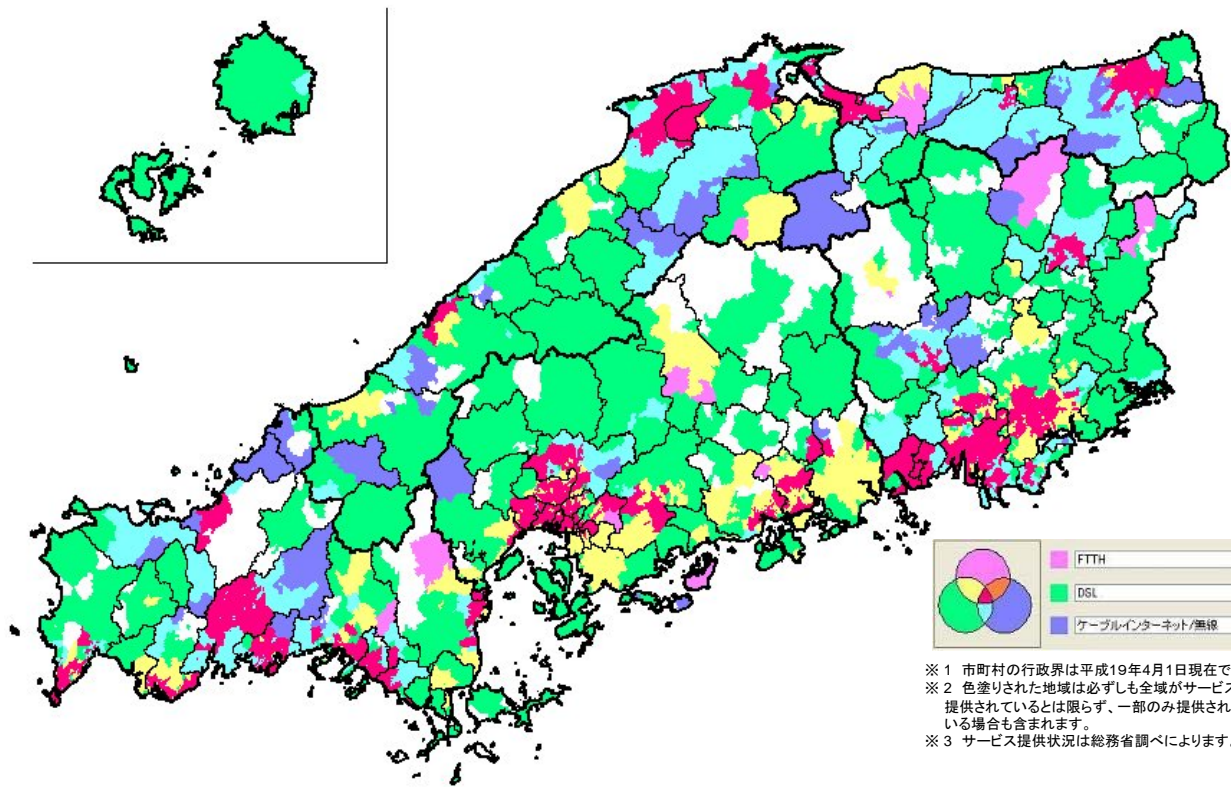 FTTH
DSL
ケーブルインターネット/無線
※1 市町村の行政界は平成19年4月1日現在で
※2 色塗りされた地域は必ずしも全域がサービス
提供されているとは限らず、一部のみ提供され
いる場合も含まれます。
※3 サービス提供状況は総務省調べによります。